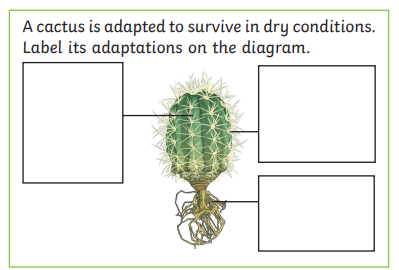 A cactus is adapted to survive in dry conditions.
Label its adaptations on the diagram.